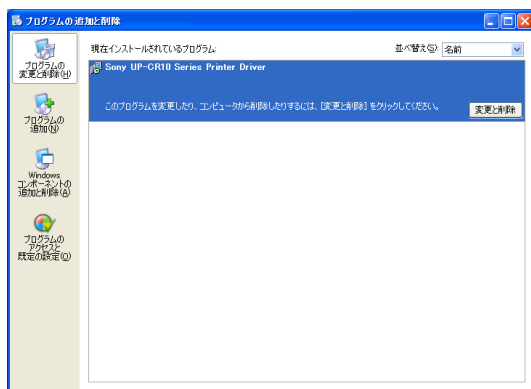 プログラムの追加と削除
プログラムの
変更と削除(H)
プログラムの
追加(N)
Windows
コンポーネントの
追加と削除(A)
プログラムの
アクセスと
既定の設定(O)
現在インストールされているプログラム:
並べ替え(S):
名前
Sony UP-CR10 Series Printer Driver
このプログラムを変更したり、コンピュータから削除したりするには、[変更と削除] をクリックしてください。
変更と削除